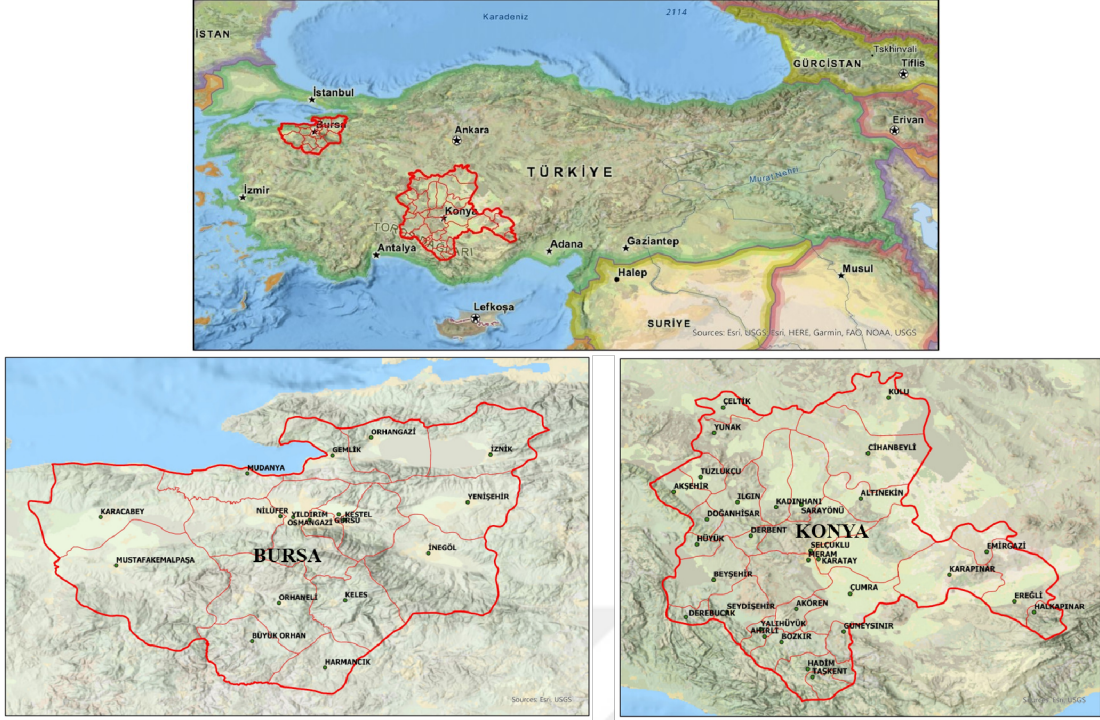 Karadeniz
2114
İSTAN
Tskhinvali
GÜRCİSTAN
Tiflis
İstanbul
Bursa
Erivan
Ankara
TÜRKİYE
Murat Nehri
İzmir
Konya
TOROS DAĞLARI
Antalya
Adana
Gaziantep
Halep
Musul
Lefkoşa
SURİYE
Sources: Esri, USGS, Esri, HERE, Garmin, FAO, NOAA, USGS
ORHANGAZİ
GEMLİK
İZNİK
MUDANYA
YENİŞEHİR
KARACABEY
NİLÜFER
YILDIRIM
KESTEL
OSMANGAZİ
GÜRSU
BURSA
İNEGÖL
MUSTAFAKEMALPAŞA
ORHANELİ
KELES
BÜYÜK ORHAN
HARMANCIK
Sources: Esri, USGS
KULU
ÇELTİK
YUNAK
CİHANBEYLİ
TUZLUKÇU
AKŞEHİR
ILGIN
KADINHANI
ALTINEKİN
SARAYÖNÜ
DOĞANHİSAR
DERBENT
KONYA
HÜYÜK
SELÇUKLU
MERAM
KARATAY
EMİRGAZİ
KARAPINAR
BEYŞEHİR
ÇUMRA
EREĞLİ
HALKAPINAR
SEYDİŞEHİR
AKÖREN
DEREBUCAK
YALIHÜYÜK
AHIRLI
BOZKIR
GÜNEYSINIR
HADİM
TAŞKENT
Sources: Esri, USGS